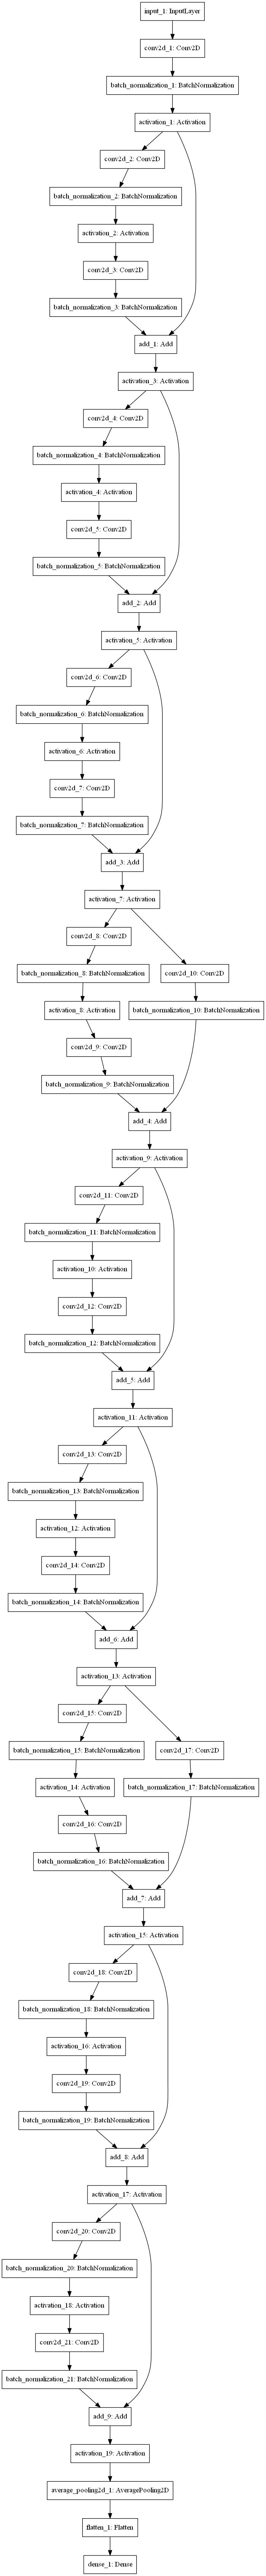 input_1: InputLayer
conv2d_1: Conv2D
batch_normalization_1: BatchNormalization
activation_1: Activation
conv2d_2: Conv2D
batch_normalization_2: BatchNormalization
activation_2: Activation
conv2d_3: Conv2D
batch_normalization_3: BatchNormalization
add_1: Add
activation_3: Activation
conv2d_4: Conv2D
batch_normalization_4: BatchNormalization
activation_4: Activation
conv2d_5: Conv2D
batch_normalization_5: BatchNormalization
add_2: Add
activation_5: Activation
conv2d_6: Conv2D
batch_normalization_6: BatchNormalization
activation_6: Activation
conv2d_7: Conv2D
batch_normalization_7: BatchNormalization
add_3: Add
activation_7: Activation
conv2d_8: Conv2D
batch_normalization_8: BatchNormalization
activation_8: Activation
conv2d_9: Conv2D
conv2d_10: Conv2D
batch_normalization_9: BatchNormalization
batch_normalization_10: BatchNormalization
add_4: Add
activation_9: Activation
conv2d_11: Conv2D
batch_normalization_11: BatchNormalization
activation_10: Activation
conv2d_12: Conv2D
batch_normalization_12: BatchNormalization
add_5: Add
activation_11: Activation
conv2d_13: Conv2D
batch_normalization_13: BatchNormalization
activation_12: Activation
conv2d_14: Conv2D
batch_normalization_14: BatchNormalization
add_6: Add
activation_13: Activation
conv2d_15: Conv2D
batch_normalization_15: BatchNormalization
activation_14: Activation
conv2d_16: Conv2D
conv2d_17: Conv2D
batch_normalization_16: BatchNormalization
batch_normalization_17: BatchNormalization
add_7: Add
activation_15: Activation
conv2d_18: Conv2D
batch_normalization_18: BatchNormalization
activation_16: Activation
conv2d_19: Conv2D
batch_normalization_19: BatchNormalization
add_8: Add
activation_17: Activation
conv2d_20: Conv2D
batch_normalization_20: BatchNormalization
activation_18: Activation
conv2d_21: Conv2D
batch_normalization_21: BatchNormalization
add_9: Add
activation_19: Activation
average_pooling2d_1: AveragePooling2D
flatten_1: Flatten
dense_1: Dense